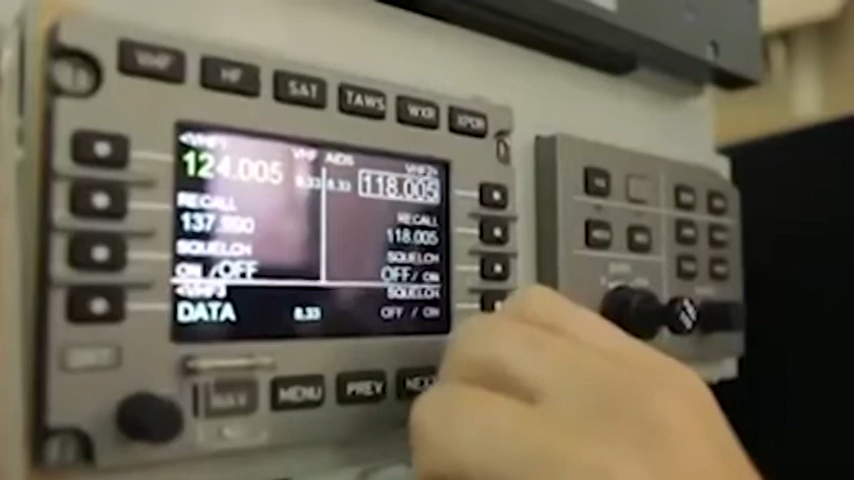 VHF HF SAT TAWS WXR XPDR
<VHF1 VHF AIDS VHF2>
124.005 8.33 8.33 118.005
RECALL RECALL
137.990 118.005
SQUELCH SQUELCH
ON /OFF OFF/ ON
<VHF3 SQUELCH
DATA 8.33 OFF / ON
NAV MENU PREV NEXT